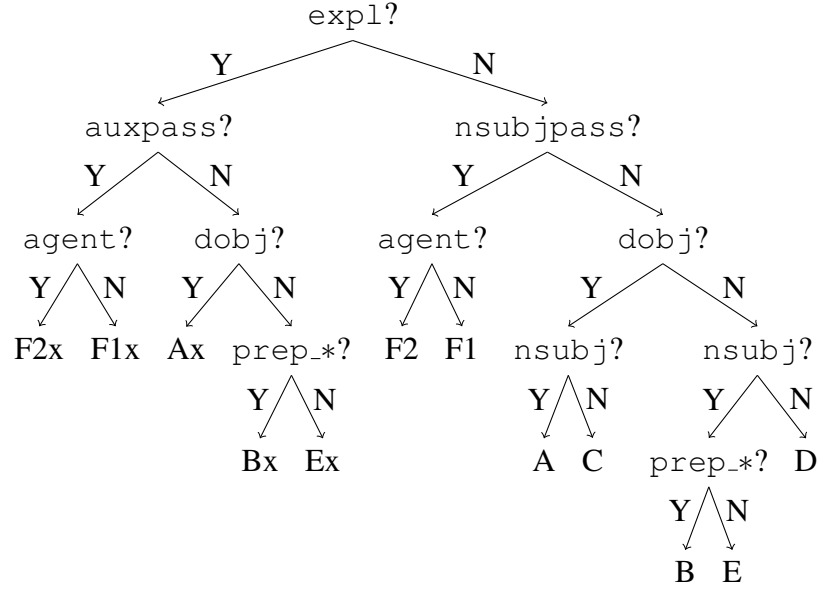 expl?
Y N
auxpass? nsubjpass?
Y N Y N
agent? dobj? agent? dobj?
Y N Y N Y N Y N
F2x F1x Ax prep_*? F2 F1 nsubj? nsubj?
Y N Y N Y N
Bx Ex A C prep_*? D
Y N
B E